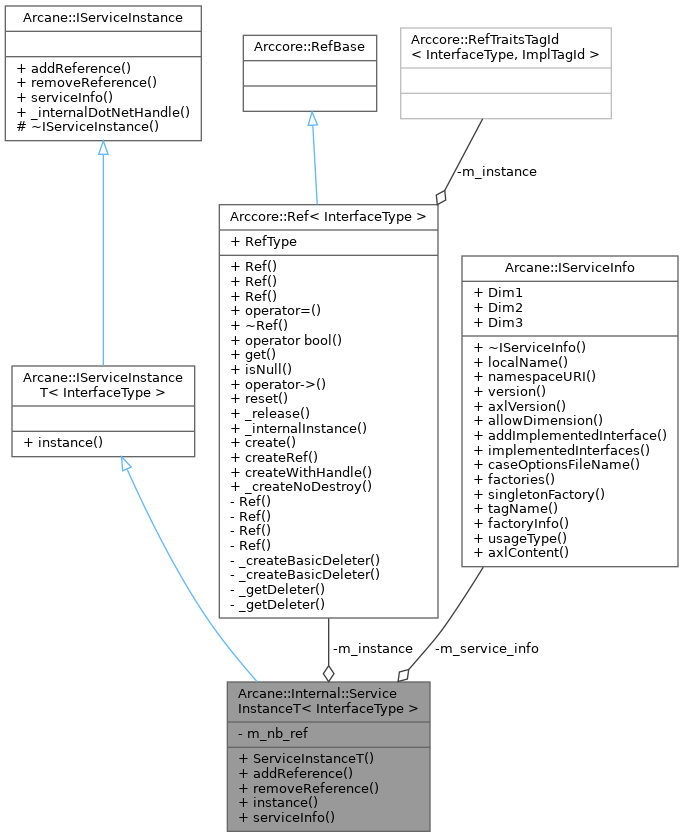 Arcane::IServiceInstance
+ addReference()
+ removeReference()
+ serviceInfo()
+ _internalDotNetHandle()
# ~IServiceInstance()
Arccore::RefBase
Arccore::RefTraitsTagId
< InterfaceType, ImplTagId >
-m_instance
Arccore::Ref< InterfaceType >
+ RefType
+ Ref()
+ Ref()
+ Ref()
+ operator=()
+ ~Ref()
+ operator bool()
+ get()
+ isNull()
+ operator->()
+ reset()
+ _release()
+ _internalInstance()
+ create()
+ createRef()
+ createWithHandle()
+ _createNoDestroy()
- Ref()
- Ref()
- Ref()
- Ref()
- _createBasicDeleter()
- _createBasicDeleter()
- _getDeleter()
- _getDeleter()
Arcane::IServiceInfo
+ Dim1
+ Dim2
+ Dim3
+ ~IServiceInfo()
+ localName()
+ namespaceURI()
+ version()
+ axlVersion()
+ allowDimension()
+ addImplementedInterface()
+ implementedInterfaces()
+ caseOptionsFileName()
+ factories()
+ singletonFactory()
+ tagName()
+ factoryInfo()
+ usageType()
+ axlContent()
Arcane::IServiceInstance
T< InterfaceType >
+ instance()
-m_instance
-m_service_info
Arcane::Internal::Service
InstanceT< InterfaceType >
- m_nb_ref
+ ServiceInstanceT()
+ addReference()
+ removeReference()
+ instance()
+ serviceInfo()